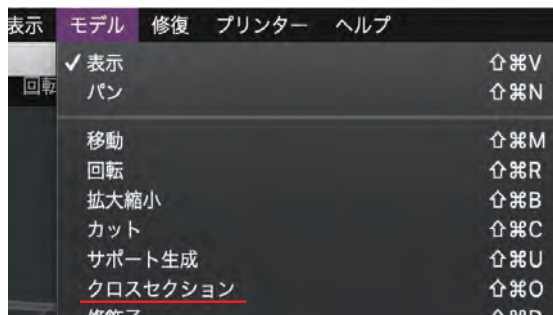 表示 モデル 修復 プリンター ヘルプ
✓ 表示 ⇧⌘V
パン ⇧⌘N
回転
移動 ⇧⌘M
回転 ⇧⌘R
拡大縮小 ⇧⌘B
カット ⇧⌘C
サポート生成 ⇧⌘U
クロスセクション ⇧⌘O